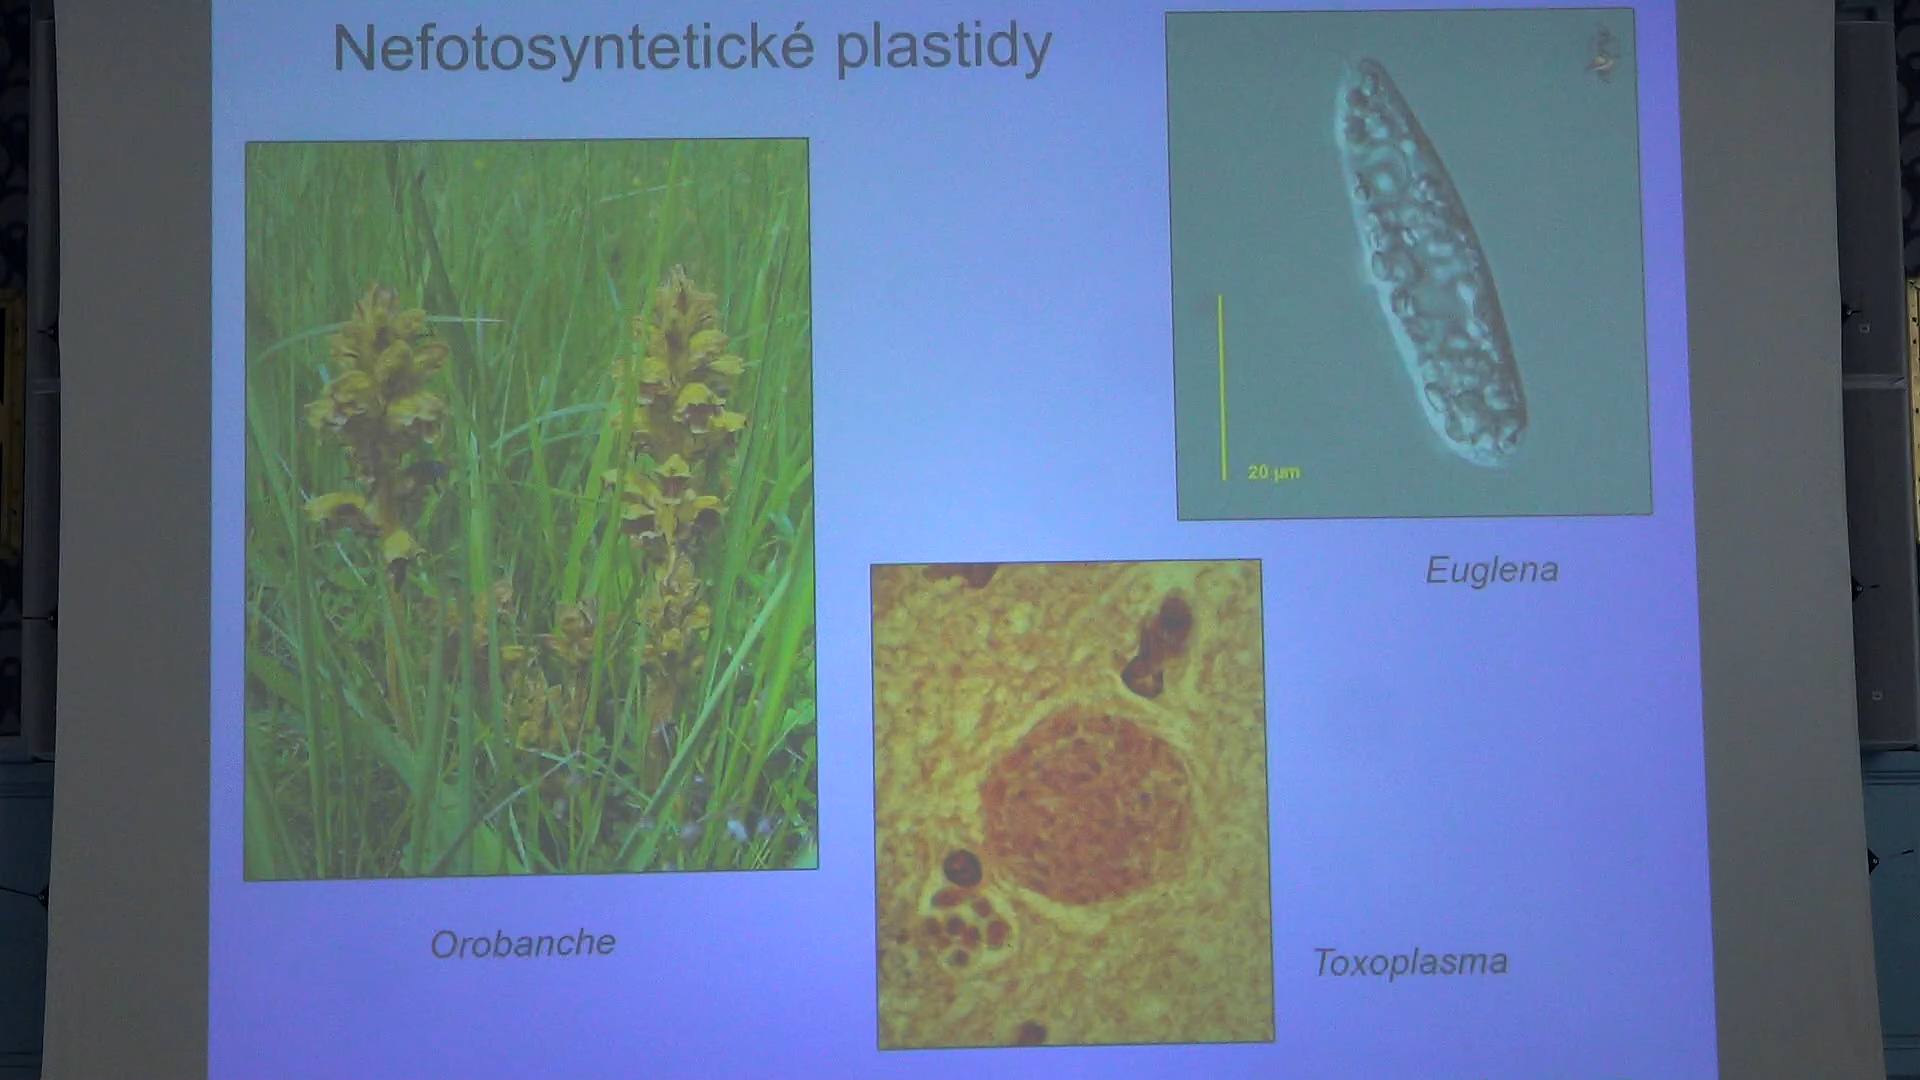 Nefotosyntetické plastidy
20 µm
Euglena
Orobanche
Toxoplasma